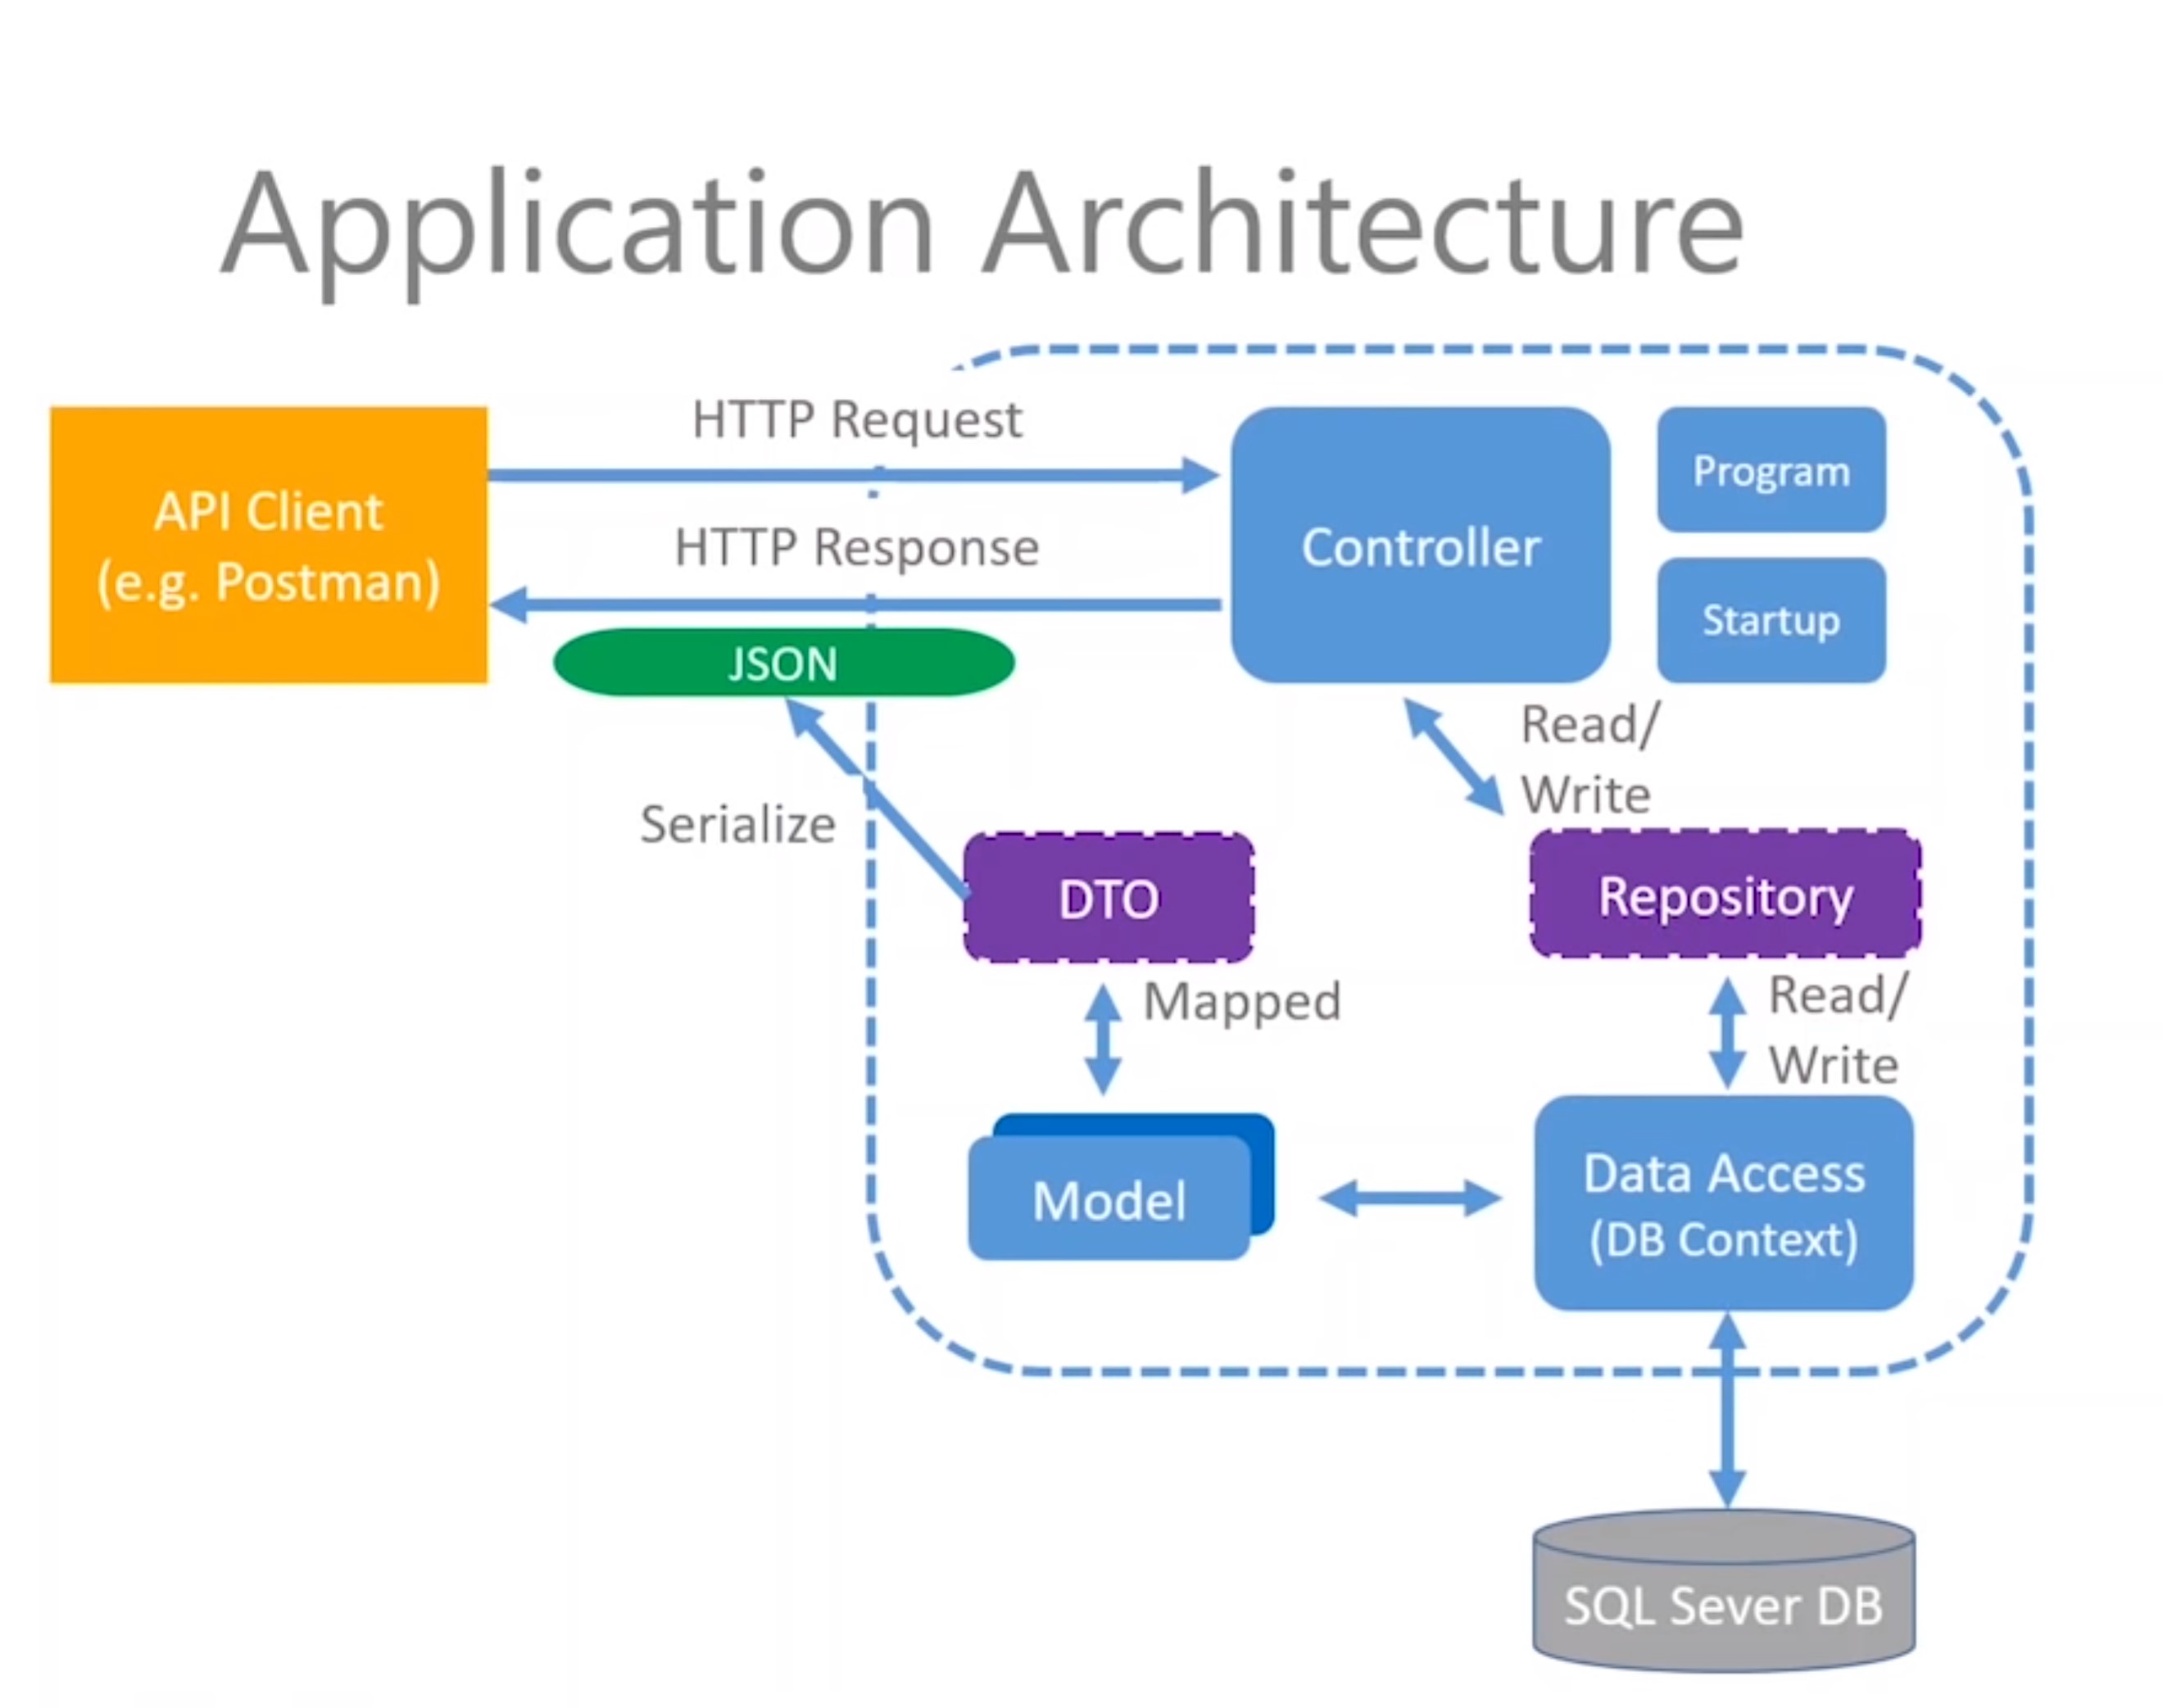 Application Architecture
HTTP Request
API Client
(e.g. Postman)
HTTP Response
JSON
Controller
Program
Startup
Read/
Write
Serialize
DTO
Repository
Mapped
Read/
Write
Model
Data Access
(DB Context)
SQL Sever DB